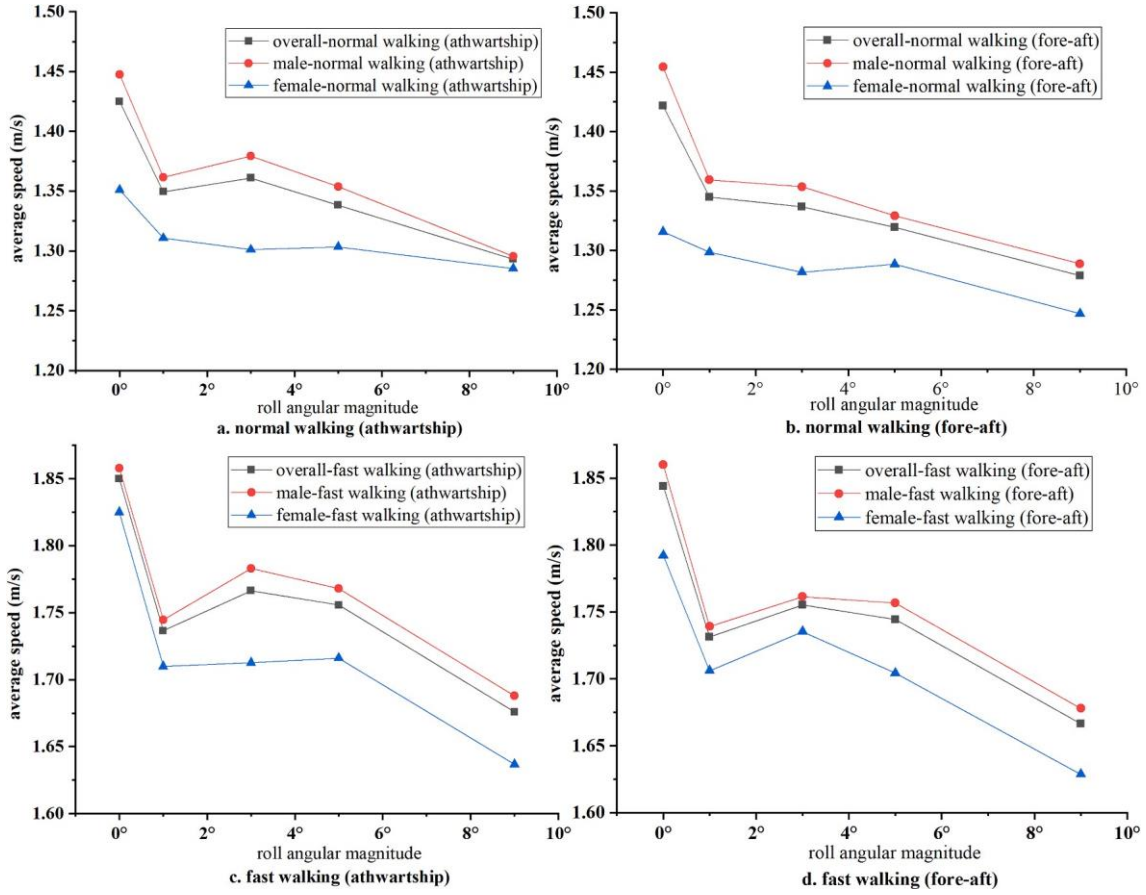 1.50
1.45
1.40
1.35
1.30
1.25
1.20
average speed (m/s)
overall-normal walking (athwartship)
male-normal walking (athwartship)
female-normal walking (athwartship)
0° 2° 4° 6° 8° 10°
roll angular magnitude
a. normal walking (athwartship)
1.50
1.45
1.40
1.35
1.30
1.25
1.20
average speed (m/s)
overall-normal walking (fore-aft)
male-normal walking (fore-aft)
female-normal walking (fore-aft)
0° 2° 4° 6° 8° 10°
roll angular magnitude
b. normal walking (fore-aft)
1.85
1.80
1.75
1.70
1.65
1.60
average speed (m/s)
overall-fast walking (athwartship)
male-fast walking (athwartship)
female-fast walking (athwartship)
0° 2° 4° 6° 8° 10°
roll angular magnitude
c. fast walking (athwartship)
1.85
1.80
1.75
1.70
1.65
1.60
average speed (m/s)
overall-fast walking (fore-aft)
male-fast walking (fore-aft)
female-fast walking (fore-aft)
0° 2° 4° 6° 8° 10°
roll angular magnitude
d. fast walking (fore-aft)